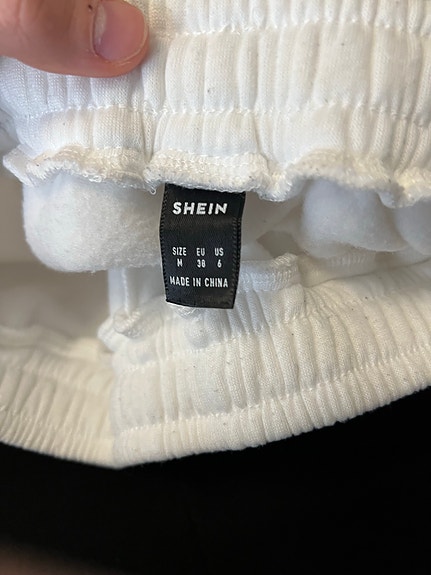 SHEIN
SIZE EU US
M 38 6
MADE IN CHINA